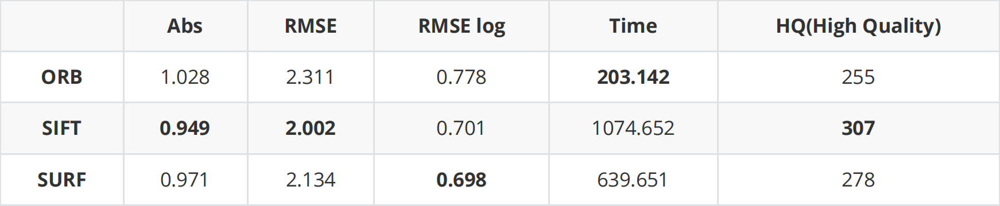 Abs RMSE RMSE log Time HQ(High Quality)
ORB 1.028 2.311 0.778 203.142 255
SIFT 0.949 2.002 0.701 1074.652 307
SURF 0.971 2.134 0.698 639.651 278